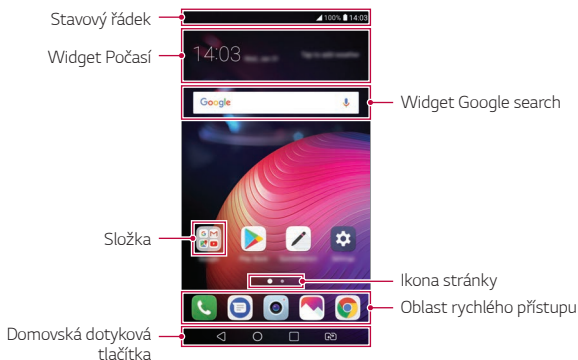 Stavový řádek
100% 14:03
Widget Počasí
14:03
Google
Widget Google search
Složka
Ikona stránky
Oblast rychlého přístupu
Domovská dotyková
tlačítka